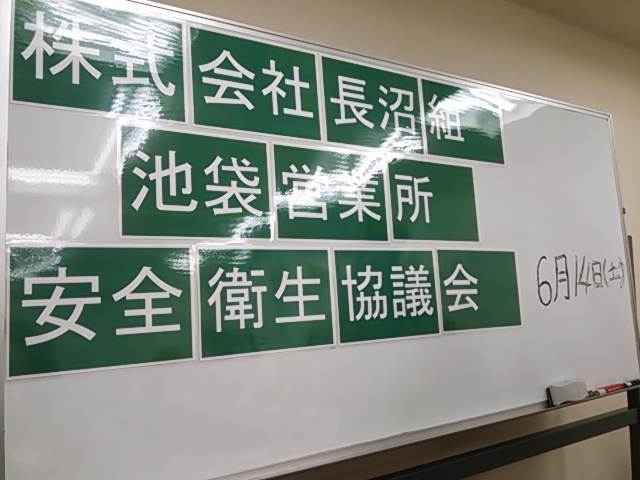 株式会社長沼組
池袋営業所
安全衛生協議会
6月14日(土)